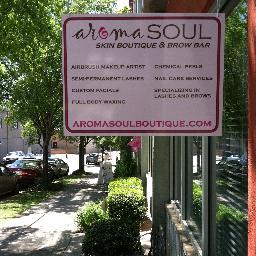 aroma SOUL
SKIN BOUTIQUE & BROW BAR
AIRBRUSH MAKEUP ARTIST
SEMI-PERMANENT LASHES
CUSTOM FACIALS
FULL BODY WAXING
CHEMICAL PEELS
NAIL CARE SERVICES
SPECIALIZING IN
LASHES AND BROWS
AROMASOULBOUTIQUE.COM